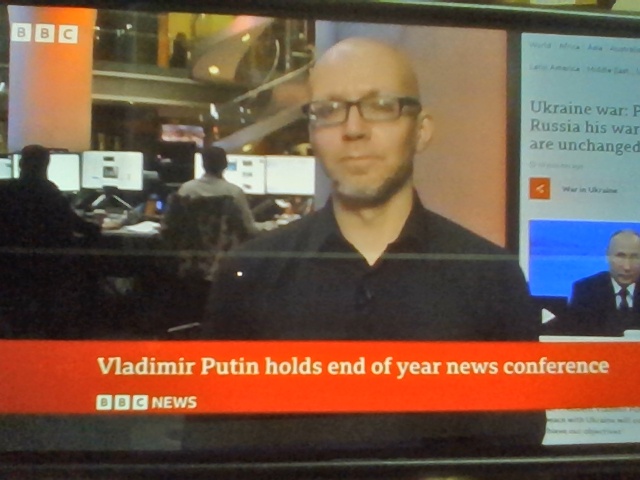 BBC
World Africa Asia
Latin America Middle East
Ukraine war: P
Russia his war
are unchanged
War in Ukraine
Vladimir Putin holds end of year news conference
BBC NEWS